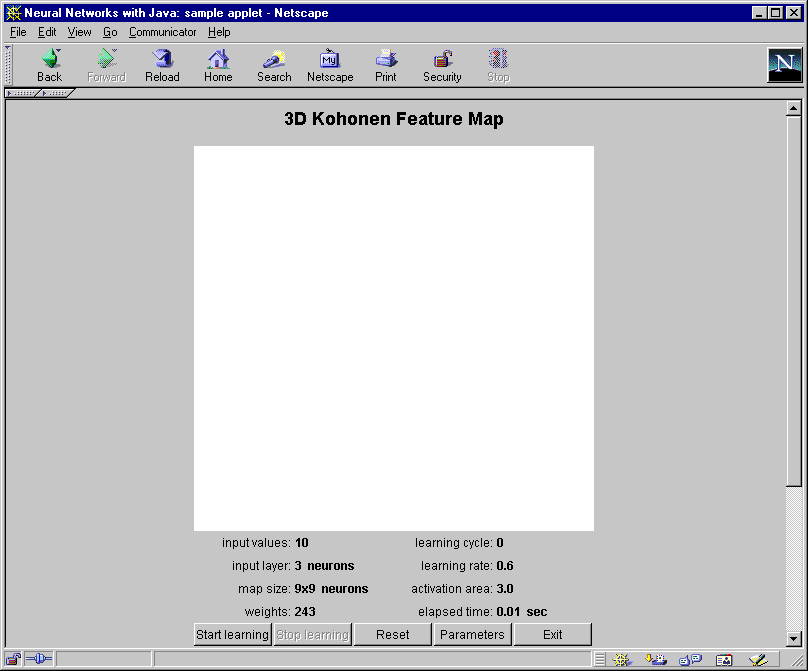 Neural Networks with Java: sample applet - Netscape
File Edit View Go Communicator Help
Back Forward Reload Home Search Netscape Print Security Stop
My
N
3D Kohonen Feature Map
input values: 10 learning cycle: 0
input layer: 3 neurons learning rate: 0.6
map size: 9x9 neurons activation area: 3.0
weights: 243 elapsed time: 0.01 sec
Start learning Stop learning Reset Parameters Exit